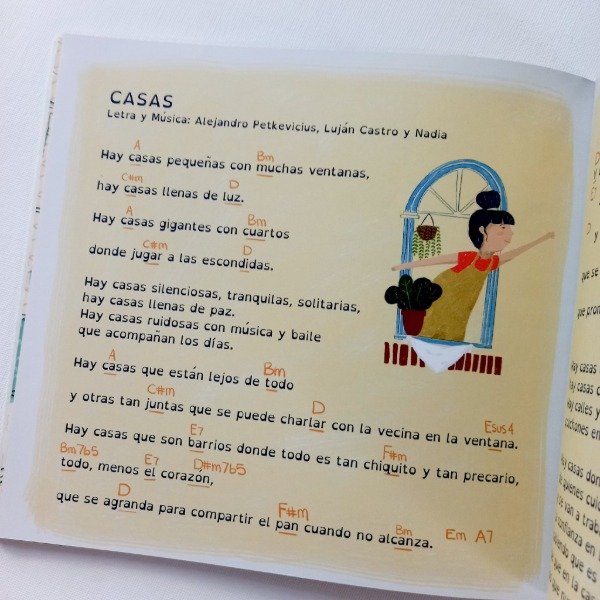 CASAS
Letra y Música: Alejandro Petkevicius, Luján Castro y Nadia
A Bm
Hay casas pequeñas con muchas ventanas,
C#m D
hay casas llenas de luz.
A Bm
Hay casas gigantes con cuartos
C#m D
donde jugar a las escondidas.
Hay casas silenciosas, tranquilas, solitarias,
hay casas llenas de paz.
Hay casas ruidosas con música y baile
que acompañan los días.
A Bm
Hay casas que están lejos de todo
C#m D Esus4
y otras tan juntas que se puede charlar con la vecina en la ventana.
E7 F#m
Hay casas que son barrios donde todo es tan chiquito y tan precario,
Bm7b5 E7 D#m7b5
todo, menos el corazón,
D F#m Bm Em A7
que se agranda para compartir el pan cuando no alcanza.
que se
Hay casas